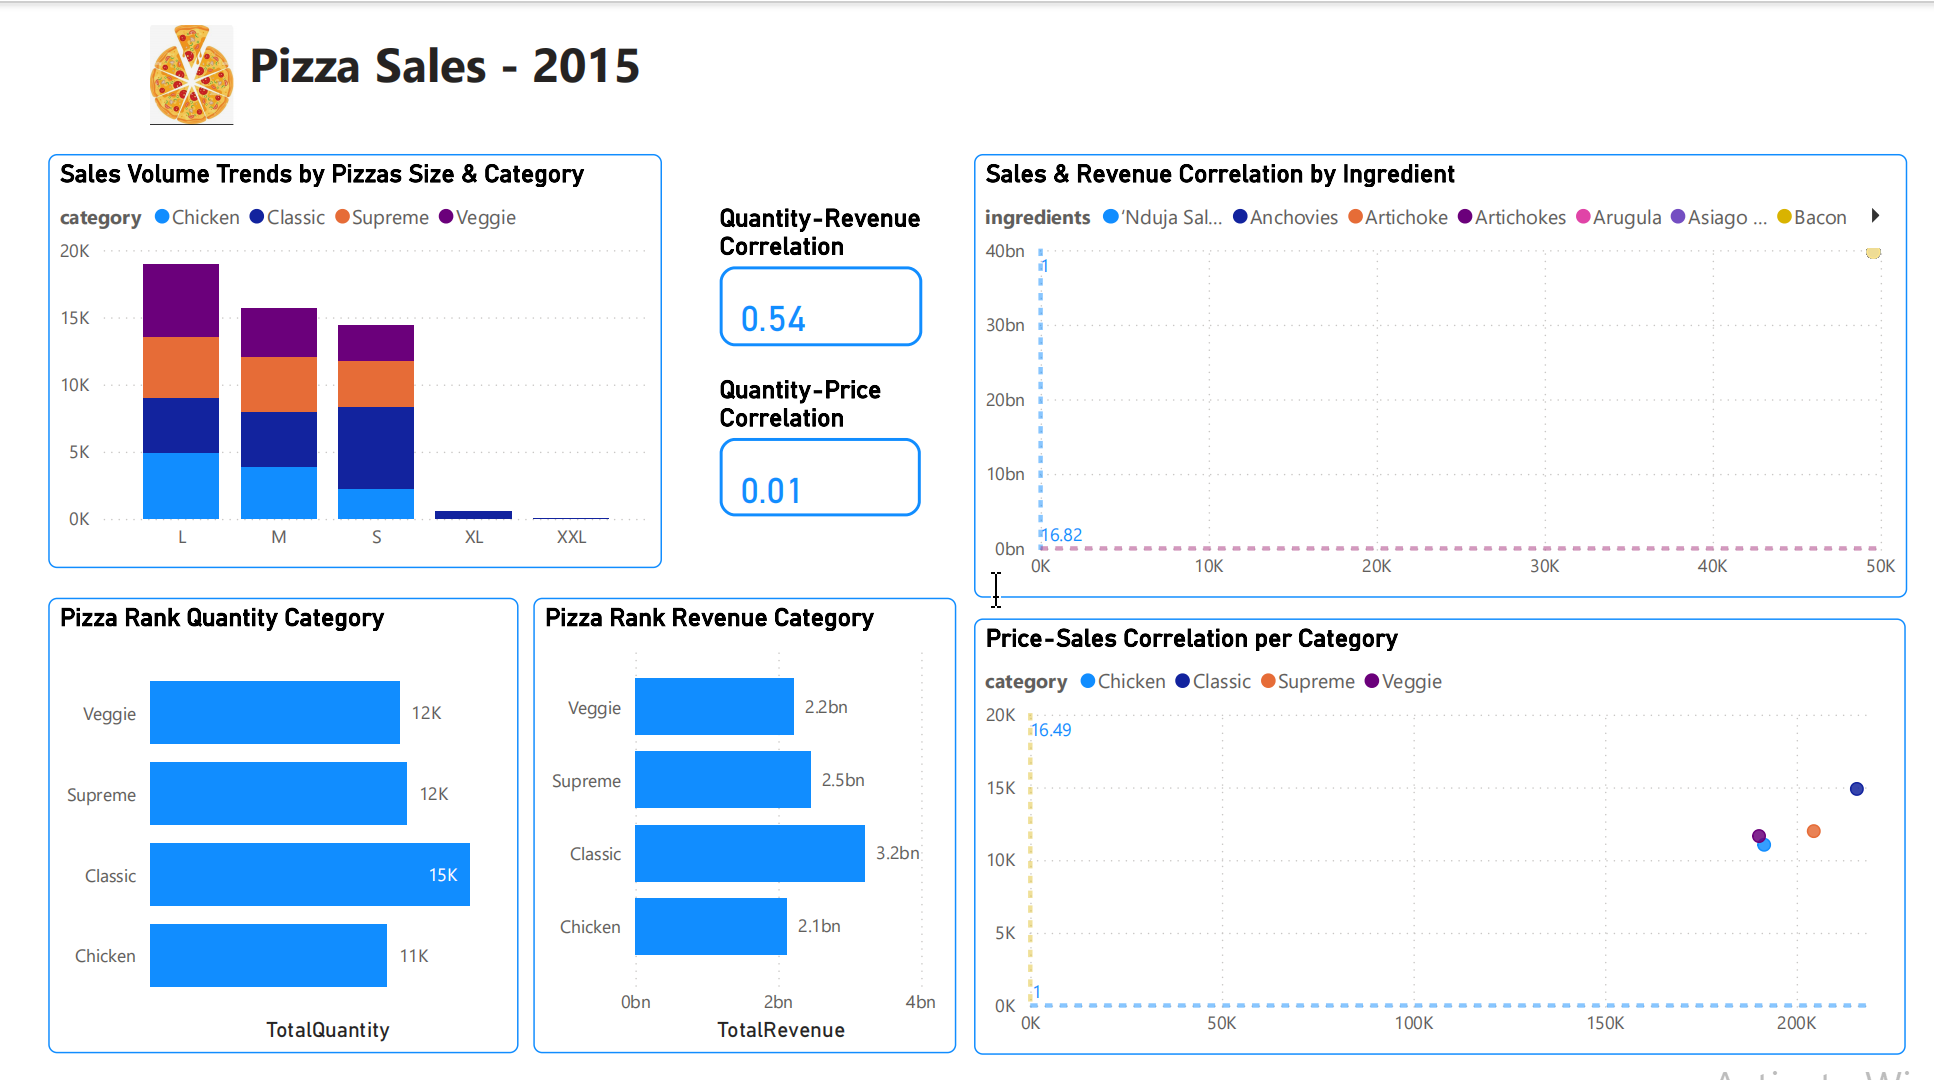 Pizza Sales - 2015
Sales Volume Trends by Pizzas Size & Category
category Chicken Classic Supreme Veggie
20K
15K
10K
5K
0K
L M S XL XXL
Quantity-Revenue
Correlation
0.54
Quantity-Price
Correlation
0.01
Sales & Revenue Correlation by Ingredient
ingredients 'Nduja Sal... Anchovies Artichoke Artichokes Arugula Asiago ... Bacon
40bn
1
30bn
20bn
10bn
16.82
0bn
0K 10K 20K 30K 40K 50K
Pizza Rank Quantity Category
Veggie 12K
Supreme 12K
Classic 15K
Chicken 11K
TotalQuantity
Pizza Rank Revenue Category
Veggie 2.2bn
Supreme 2.5bn
Classic 3.2bn
Chicken 2.1bn
0bn 2bn 4bn
TotalRevenue
Price-Sales Correlation per Category
category Chicken Classic Supreme Veggie
20K
16.49
15K
10K
5K
1
0K
0K 50K 100K 150K 200K